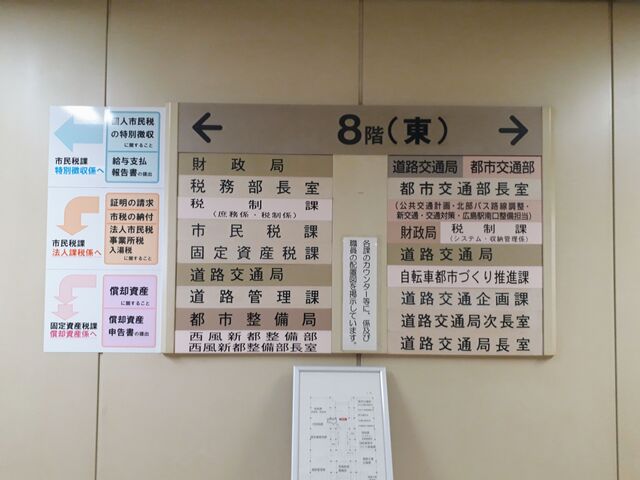 個人市民税
の特別徴収
に関すること
給与支払
報告書の提出
市民税課
特別徴収係へ
証明の請求
市税の納付
法人市民税
事業所税
入湯税
に関すること
市民税課
法人課税係へ
償却資産
に関すること
償却資産
申告書の提出
固定資産税課
償却資産係へ
← 8階(東) →
財政局
税務部長室
税制課
(庶務係・税制係)
市民税課
固定資産税課
道路交通局
道路管理課
都市整備局
西風新都整備部
西風新都整備部長室
各課のカウンター等に、係及び
職員の配置図を掲示しています。
道路交通局 都市交通部
都市交通部長室
(公共交通計画・北部バス路線調整・
新交通・交通対策・広島駅南口整備担当)
財政局 税制課
(システム・収納管理係)
道路交通局
自転車都市づくり推進課
道路交通企画課
道路交通局次長室
道路交通局長室